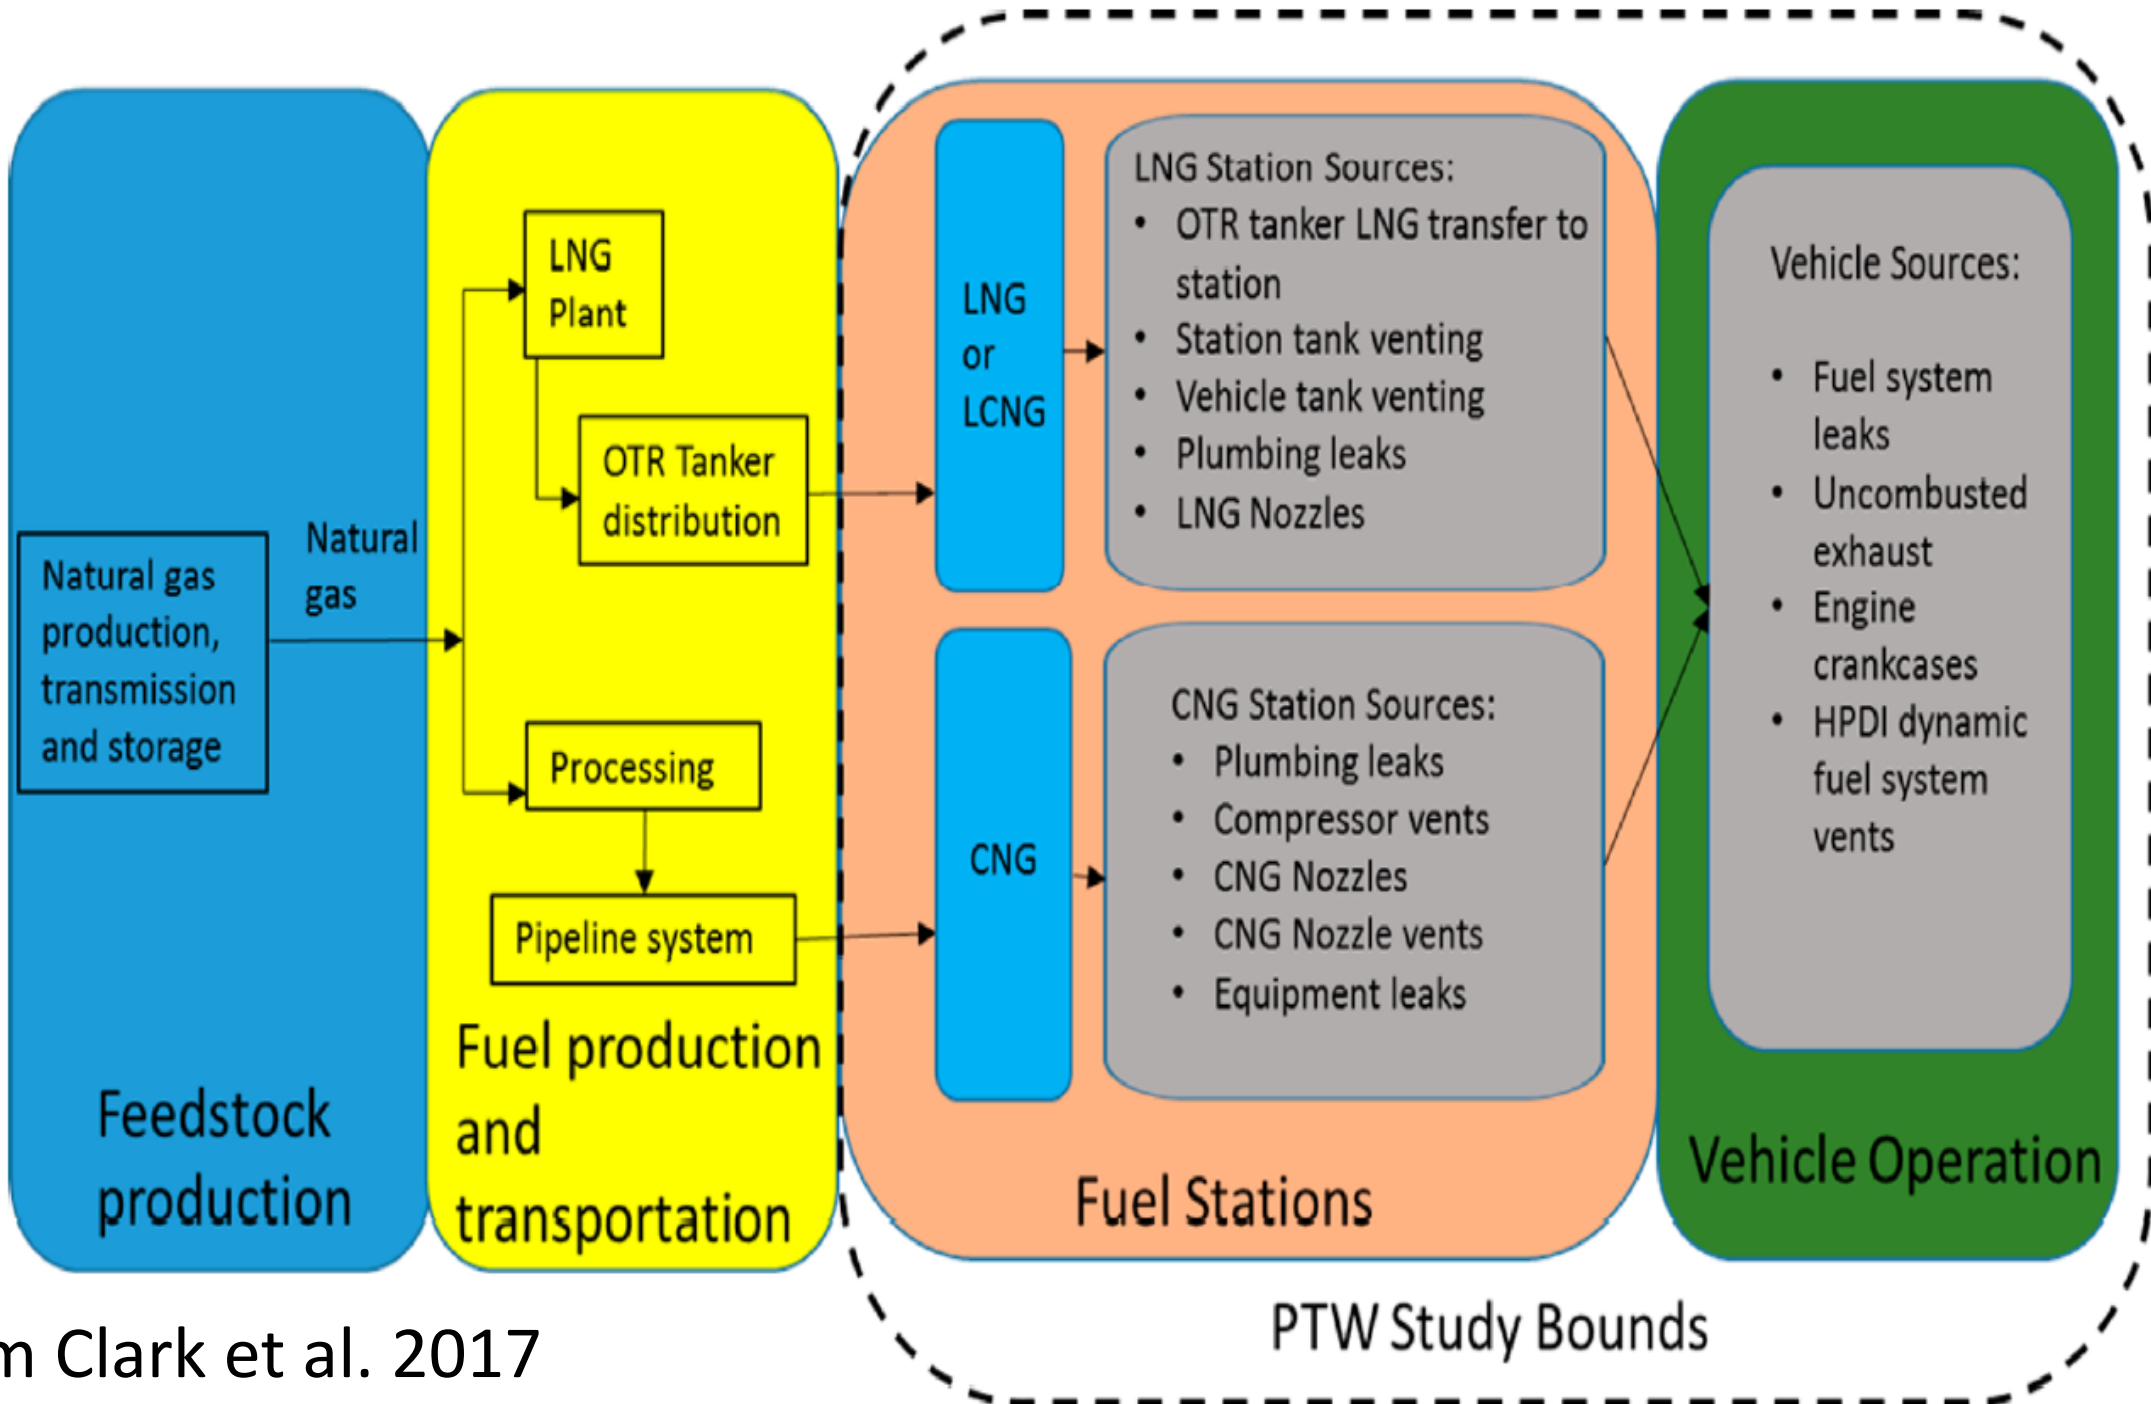 Natural gas
production,
transmission
and storage
Natural
gas
Feedstock
production
LNG
Plant
OTR Tanker
distribution
Processing
Pipeline system
Fuel production
and
transportation
LNG
or
LCNG
LNG Station Sources:
• OTR tanker LNG transfer to
station
• Station tank venting
• Vehicle tank venting
• Plumbing leaks
• LNG Nozzles
CNG
CNG Station Sources:
• Plumbing leaks
• Compressor vents
• CNG Nozzles
• CNG Nozzle vents
• Equipment leaks
Fuel Stations
Vehicle Sources:
• Fuel system
leaks
• Uncombusted
exhaust
• Engine
crankcases
• HPDI dynamic
fuel system
vents
Vehicle Operation
PTW Study Bounds
m Clark et al. 2017